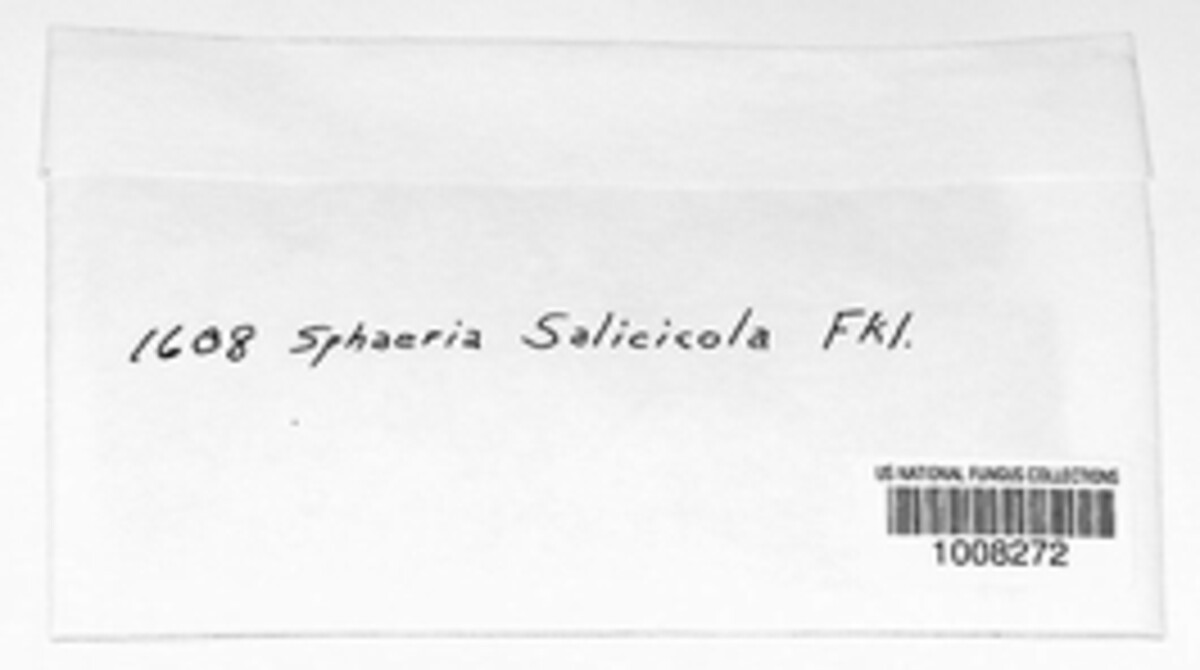 1608 Sphaeria Salicicola Fkl.
US NATIONAL FUNGUS COLLECTIONS
1008272